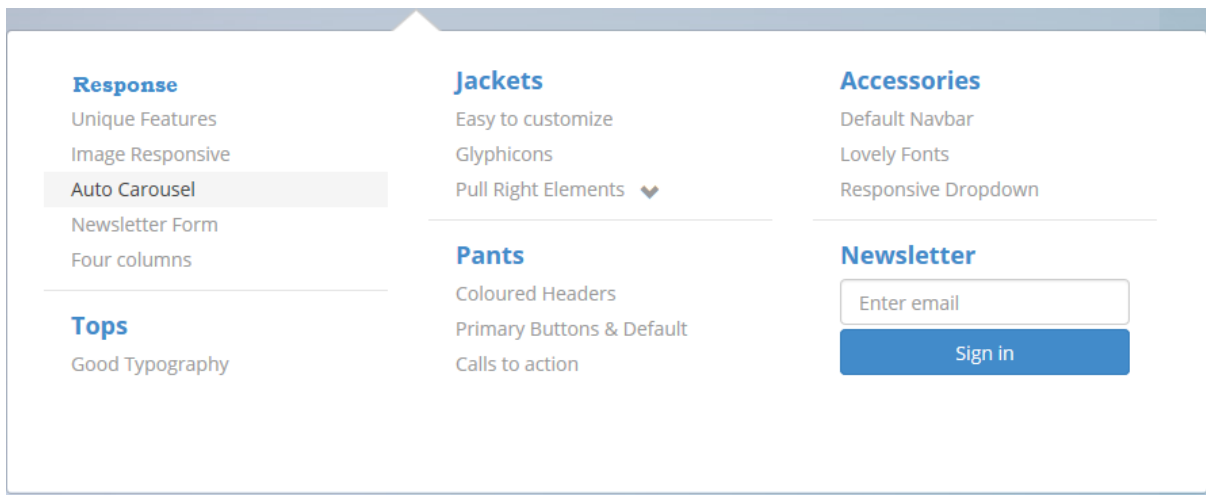 Response
Unique Features
Image Responsive
Auto Carousel
Newsletter Form
Four columns
Tops
Good Typography
Jackets
Easy to customize
Glyphicons
Pull Right Elements
Pants
Coloured Headers
Primary Buttons & Default
Calls to action
Accessories
Default Navbar
Lovely Fonts
Responsive Dropdown
Newsletter
Enter email
Sign in